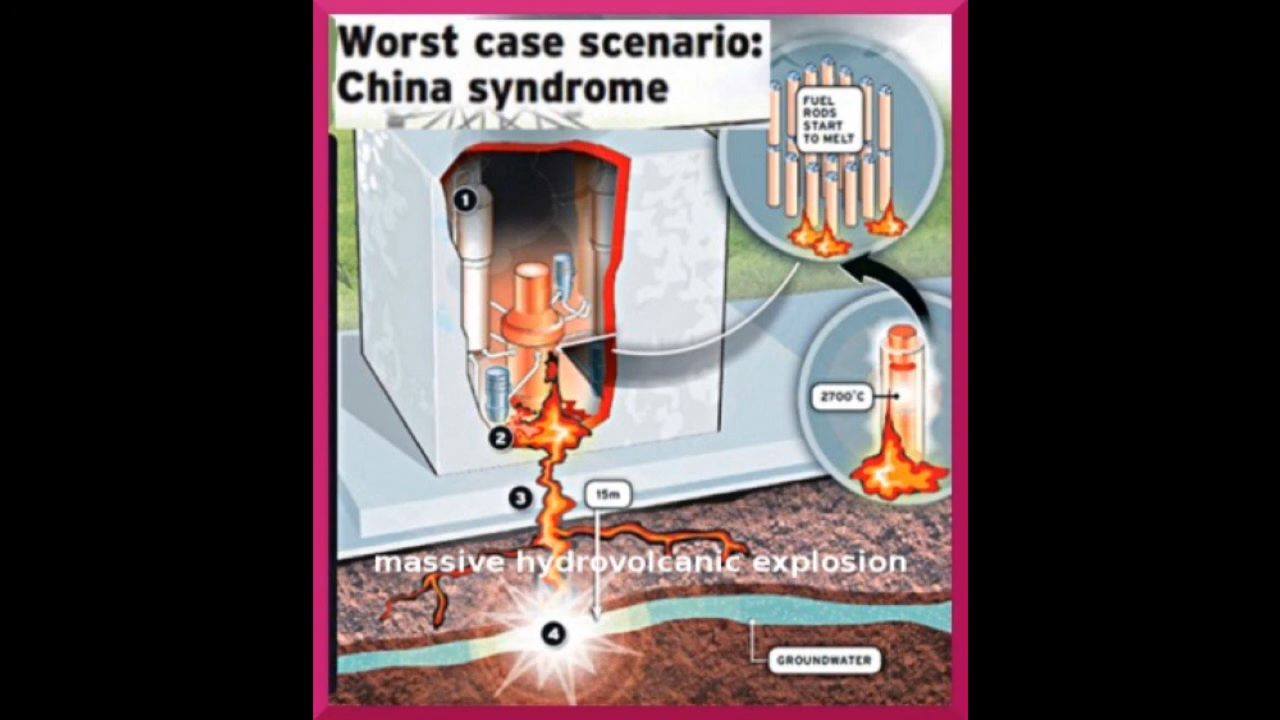 Worst case scenario:
China syndrome
FUEL
RODS
START
TO MELT
1
2700°C
2
3
15m
massive hydrovolcanic explosion
4
GROUNDWATER